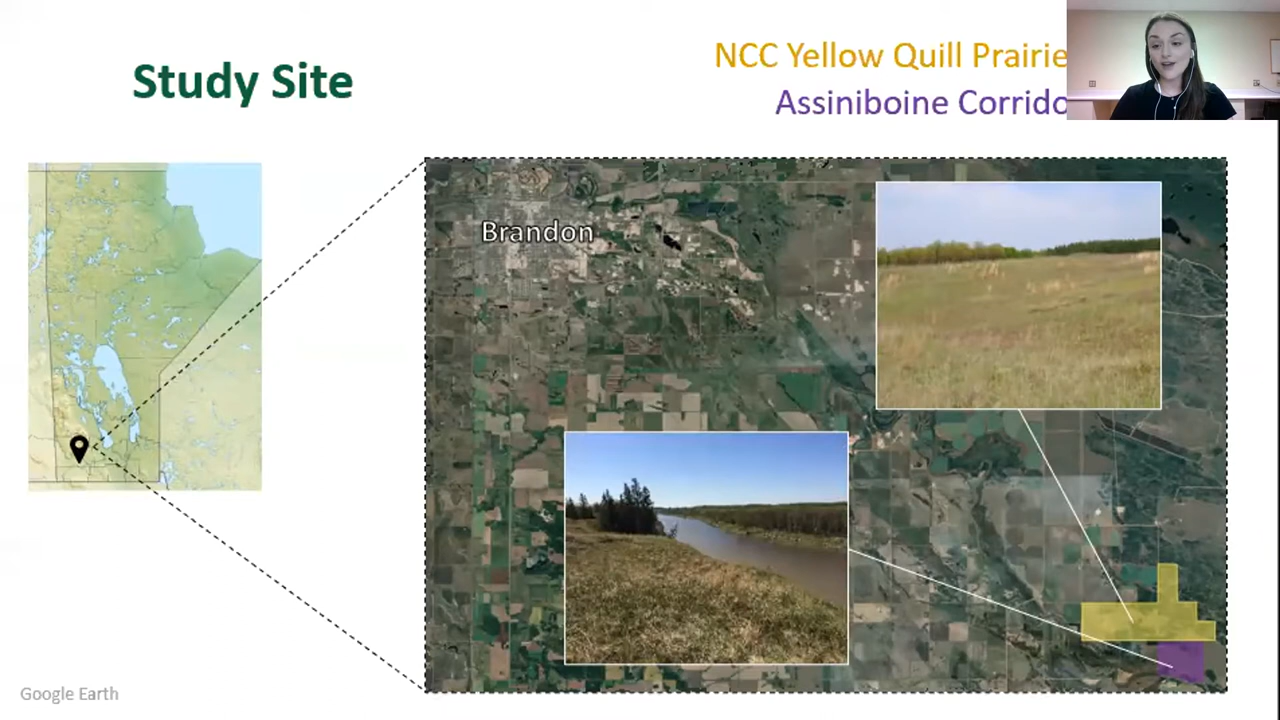 Study Site
NCC Yellow Quill Prairie
Assiniboine Corrido
Brandon
Google Earth